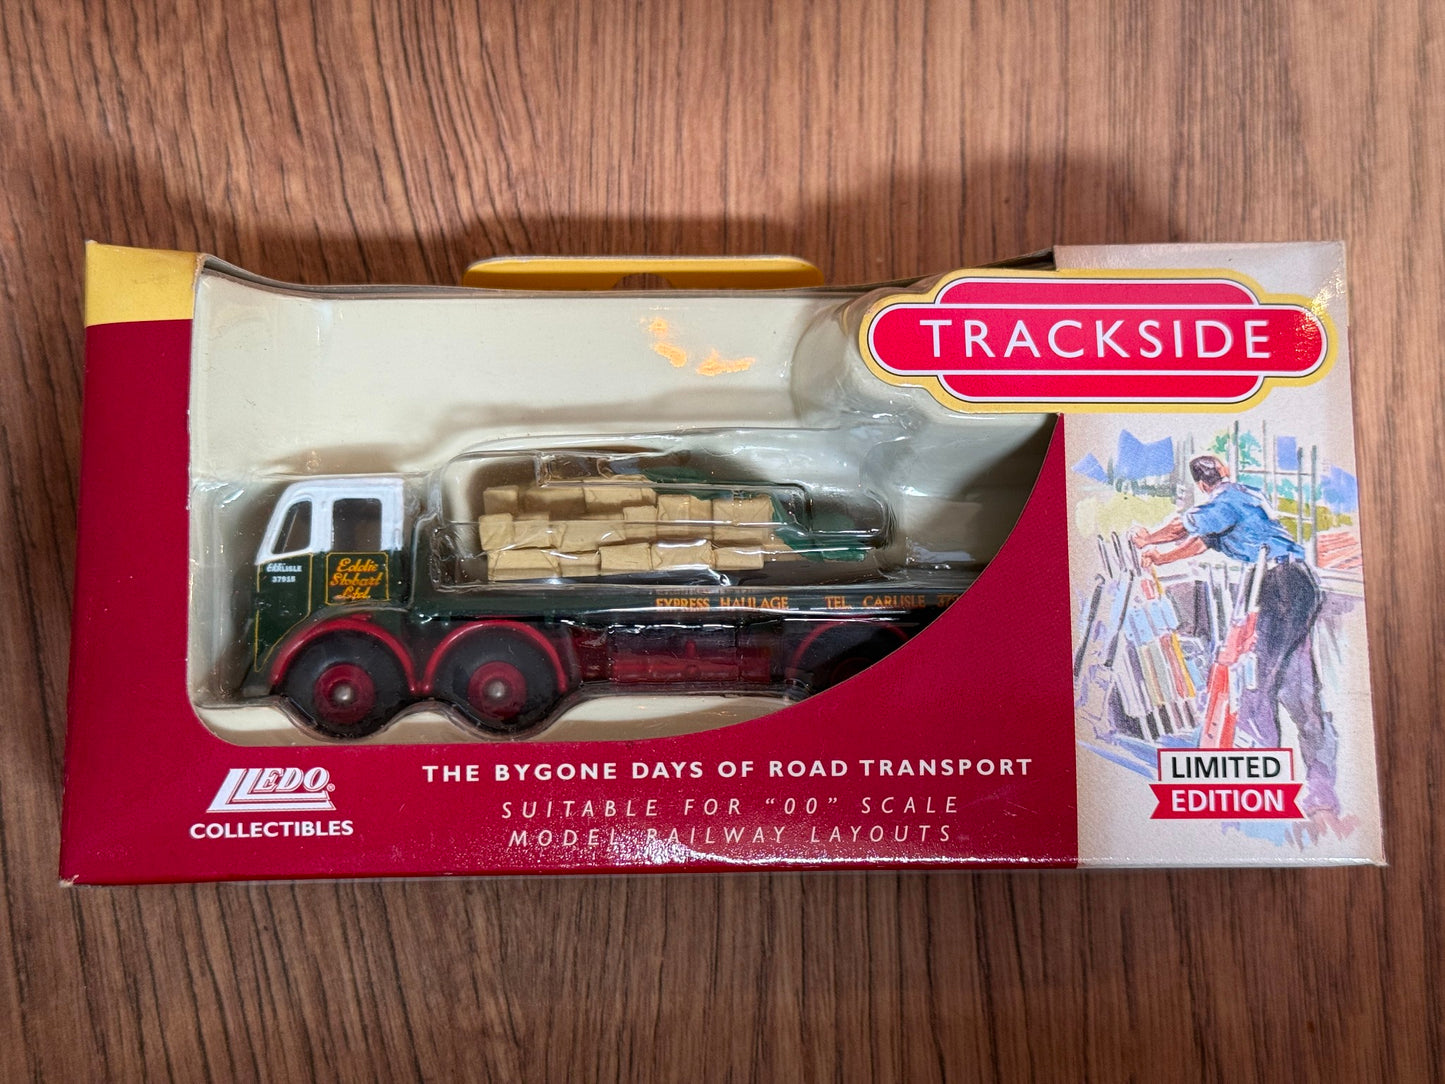 TRACKSIDE
CARLISLE
37915
Eddie
Stobart
Ltd.
EXPRESS HAULAGE TEL. CARLISLE
LLEDO®
COLLECTIBLES
THE BYGONE DAYS OF ROAD TRANSPORT
SUITABLE FOR "OO" SCALE
MODEL RAILWAY LAYOUTS
LIMITED
EDITION